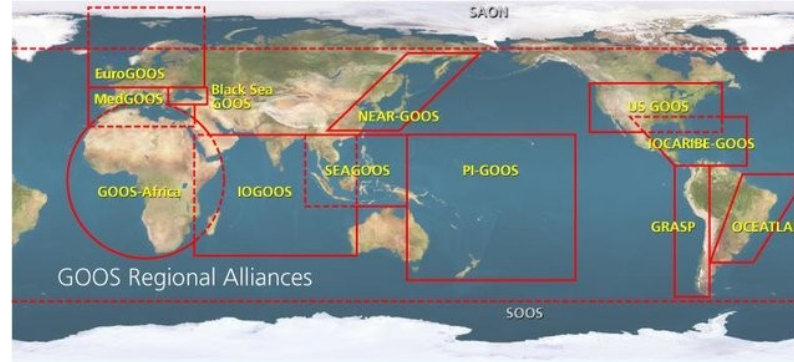 SAON
EuroGOOS
MedGOOS
Black Sea
GOOS
NEAR-GOOS
US GOOS
IOCARIBE-GOOS
GOOS-Africa
IOGOOS
SEAGOOS
PI-GOOS
GRASP
OCEATLA
GOOS Regional Alliances
SOOS